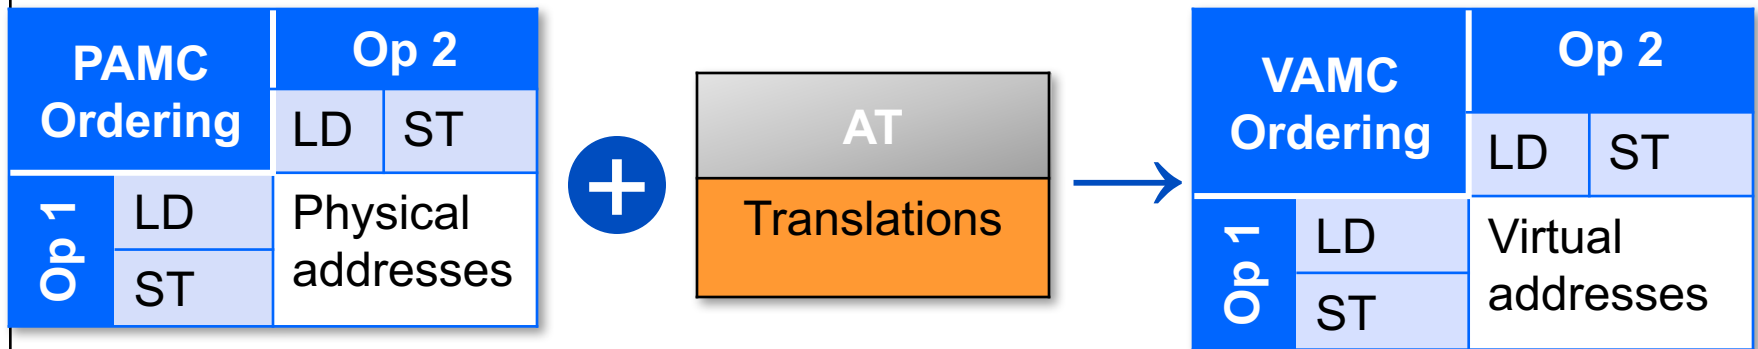 PAMC
Ordering
Op 2
LD
ST
Op 1
LD
ST
Physical
addresses
+
AT
Translations
→
VAMC
Ordering
Op 2
LD
ST
Op 1
LD
ST
Virtual
addresses